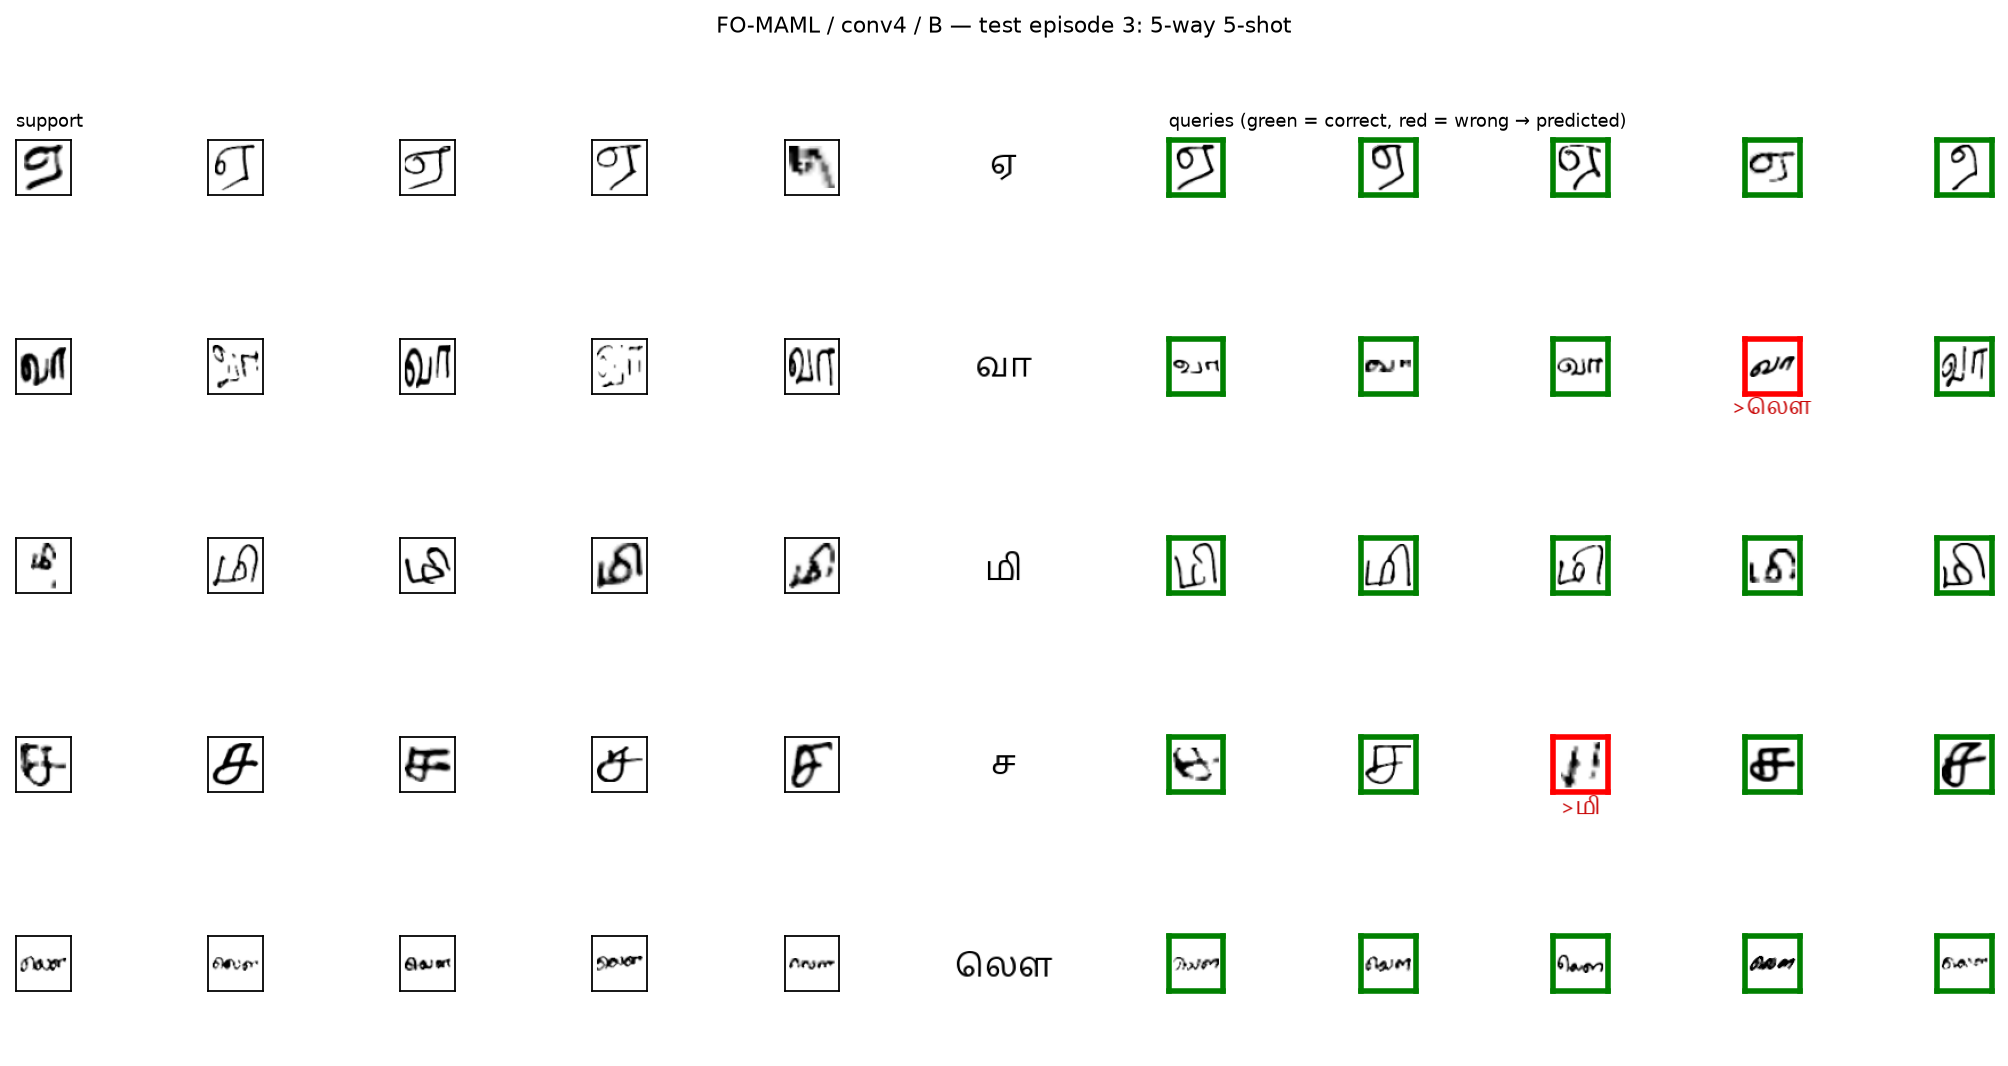 FO-MAML / conv4 / B — test episode 3: 5-way 5-shot
support queries (green = correct, red = wrong → predicted)
ஏ ஏ ஏ ஏ ஏ ஏ ஏ ஏ ஏ
வா வா வா வா வா வா வா வா வா
>லௌ
மி மி மி மி மி மி மி மி மி மி மி
ச ச ச ச ச ச ச ச ச ச
>மி
லௌ லௌ லௌ லௌ லௌ லௌ லௌ லௌ லௌ லௌ லௌ